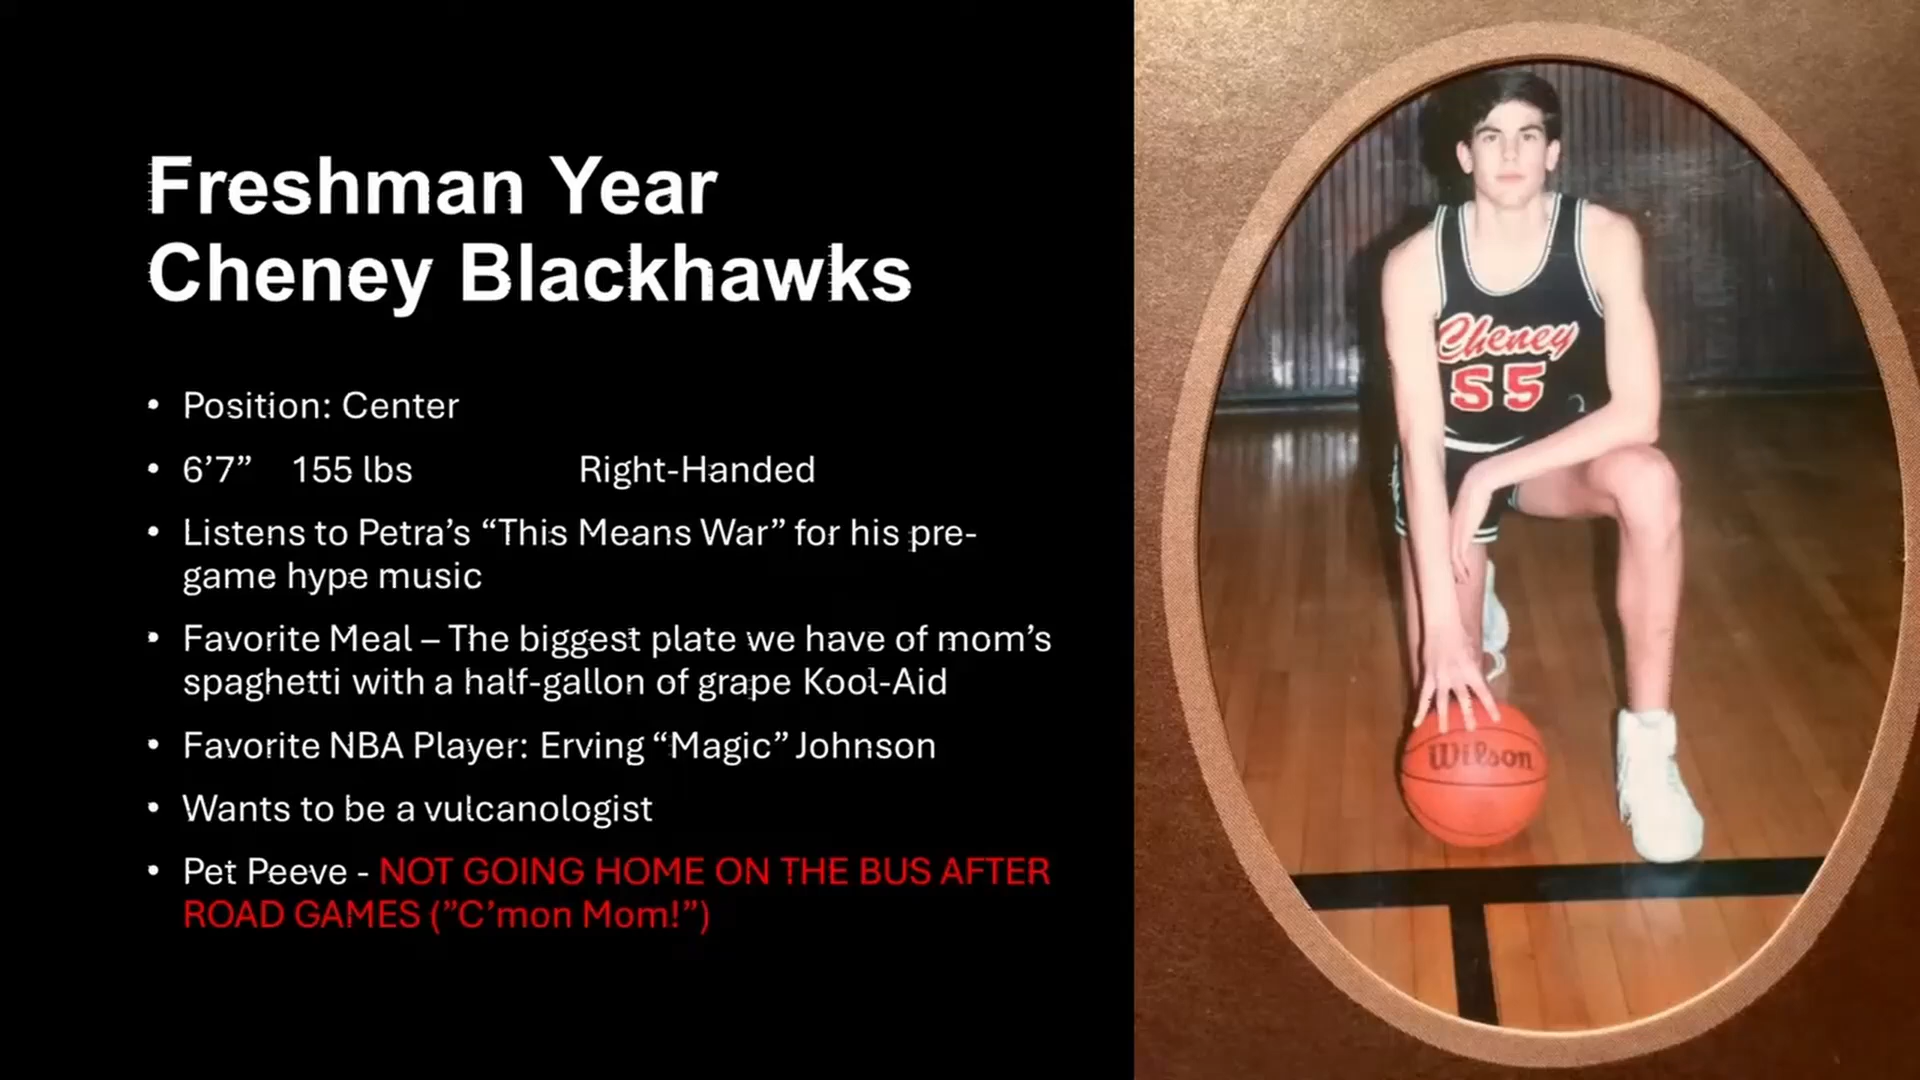 Freshman Year
Cheney Blackhawks
• Position: Center
• 6’7” 155 lbs Right-Handed
• Listens to Petra’s “This Means War” for his pre-
game hype music
• Favorite Meal – The biggest plate we have of mom’s
spaghetti with a half-gallon of grape Kool-Aid
• Favorite NBA Player: Erving “Magic” Johnson
• Wants to be a vulcanologist
• Pet Peeve - NOT GOING HOME ON THE BUS AFTER
ROAD GAMES (”C’mon Mom!”)
Cheney
55
Wilson